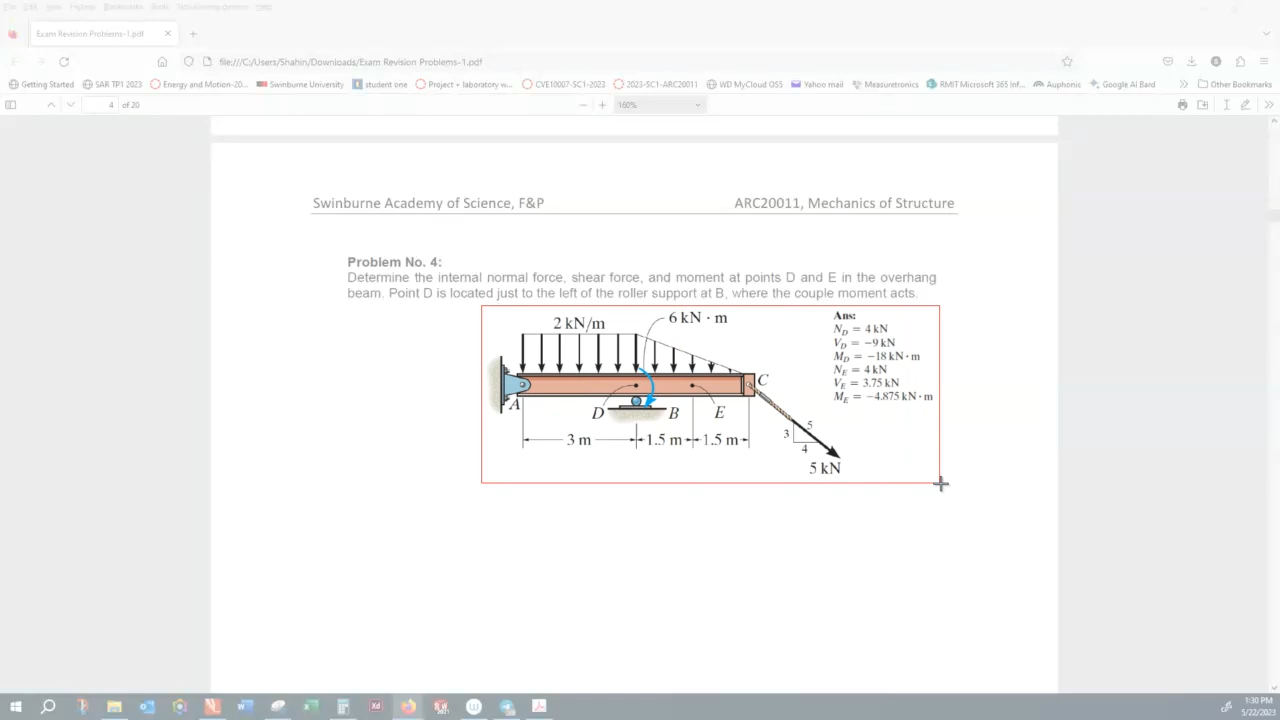 Exam Revision Problems-1.pdf
file:///C:/Users/Shahin/Downloads/Exam Revision Problems-1.pdf
Getting Started
SAR TP1 2023
Energy and Motion-20...
Swinburne University
student one
Project + laboratory w...
CVE10007-SC1-2023
2023-SC1-ARC20011
WD MyCloud OS5
Yahoo mail
Measuretronics
RMIT Microsoft 365 Inf...
Auphonic
Google AI Bard
Other Bookmarks
4 of 20
160%
Swinburne Academy of Science, F&P
ARC20011, Mechanics of Structure
Problem No. 4:
Determine the internal normal force, shear force, and moment at points D and E in the overhang
beam. Point D is located just to the left of the roller support at B, where the couple moment acts.
2 kN/m
6 kN · m
A
D
B
E
C
3 m
1.5 m
1.5 m
3
5
4
5 kN
Ans:
N_D = 4 kN
V_D = −9 kN
M_D = −18 kN·m
N_E = 4 kN
V_E = 3.75 kN
M_E = −4.875 kN·m
1:30 PM
5/22/2023